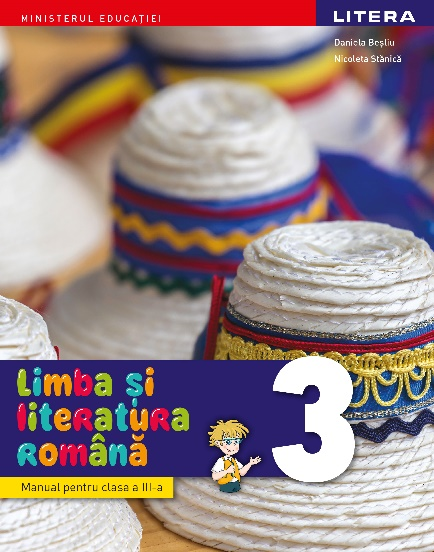 MINISTERUL EDUCAȚIEI
LITERA
Daniela Beșliu
Nicoleta Stănică
Limba și
literatura
română
3
Manual pentru clasa a III-a